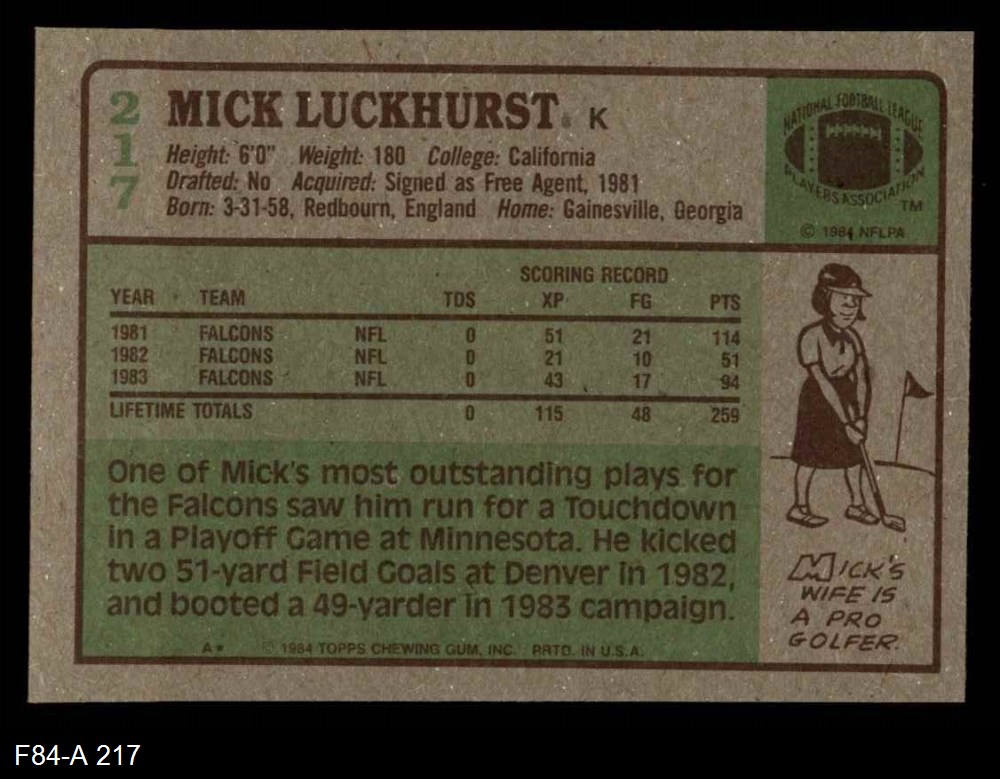 217
MICK LUCKHURST. K
Height: 6'0" Weight: 180 College: California
Drafted: No Acquired: Signed as Free Agent, 1981
Born: 3-31-58, Redbourn, England Home: Gainesville, Georgia
NATIONAL FOOTBALL LEAGUE
PLAYERS ASSOCIATION
TM
© 1984 NFLPA
SCORING RECORD
YEAR TEAM TDS XP FG PTS
1981 FALCONS NFL 0 51 21 114
1982 FALCONS NFL 0 21 10 51
1983 FALCONS NFL 0 43 17 94
LIFETIME TOTALS 0 115 48 259
One of Mick's most outstanding plays for
the Falcons saw him run for a Touchdown
in a Playoff Game at Minnesota. He kicked
two 51-yard Field Goals at Denver in 1982,
and booted a 49-yarder in 1983 campaign.
MICK'S
WIFE IS
A PRO
GOLFER.
A* © 1984 TOPPS CHEWING GUM, INC. PRTD. IN U.S.A.
F84-A 217